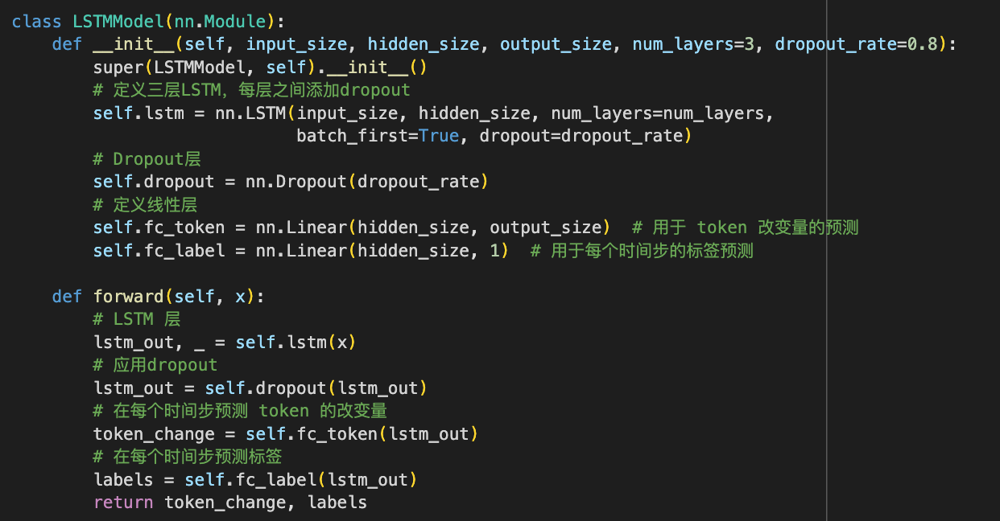 class LSTMModel(nn.Module):
    def __init__(self, input_size, hidden_size, output_size, num_layers=3, dropout_rate=0.8):
        super(LSTMModel, self).__init__()
        # 定义三层LSTM，每层之间添加dropout
        self.lstm = nn.LSTM(input_size, hidden_size, num_layers=num_layers,
                            batch_first=True, dropout=dropout_rate)
        # Dropout层
        self.dropout = nn.Dropout(dropout_rate)
        # 定义线性层
        self.fc_token = nn.Linear(hidden_size, output_size)  # 用于 token 改变量的预测
        self.fc_label = nn.Linear(hidden_size, 1)  # 用于每个时间步的标签预测

    def forward(self, x):
        # LSTM 层
        lstm_out, _ = self.lstm(x)
        # 应用dropout
        lstm_out = self.dropout(lstm_out)
        # 在每个时间步预测 token 的改变量
        token_change = self.fc_token(lstm_out)
        # 在每个时间步预测标签
        labels = self.fc_label(lstm_out)
        return token_change, labels